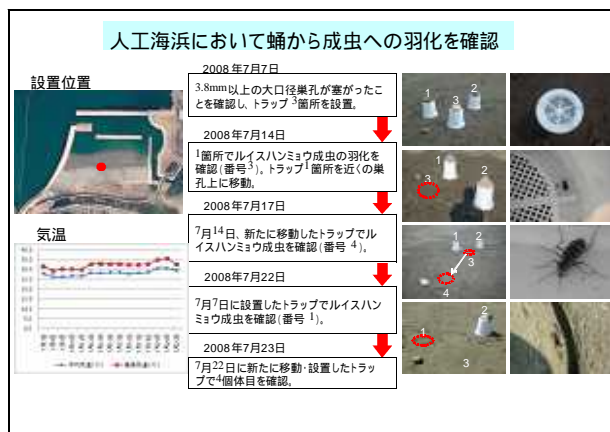 人工海浜において蛹から成虫への羽化を確認
設置位置
気温
2008年7月7日
3.8mm以上の大口径巣孔が塞がったこ
とを確認し、トラップ3箇所を設置。
2008年7月14日
1箇所でルイスハンミョウ成虫の羽化を
確認(番号3)。トラップ1箇所を近くの巣
孔上に移動。
2008年7月17日
7月14日、新たに移動したトラップでル
イスハンミョウ成虫を確認(番号 4)。
2008年7月22日
7月7日に設置したトラップでルイスハン
ミョウ成虫を確認(番号 1)。
2008年7月23日
7月22日に新たに移動・設置したトラッ
プで4個体目を確認。
1
2
3
1
2
3
1
2
3
4
1
2
3